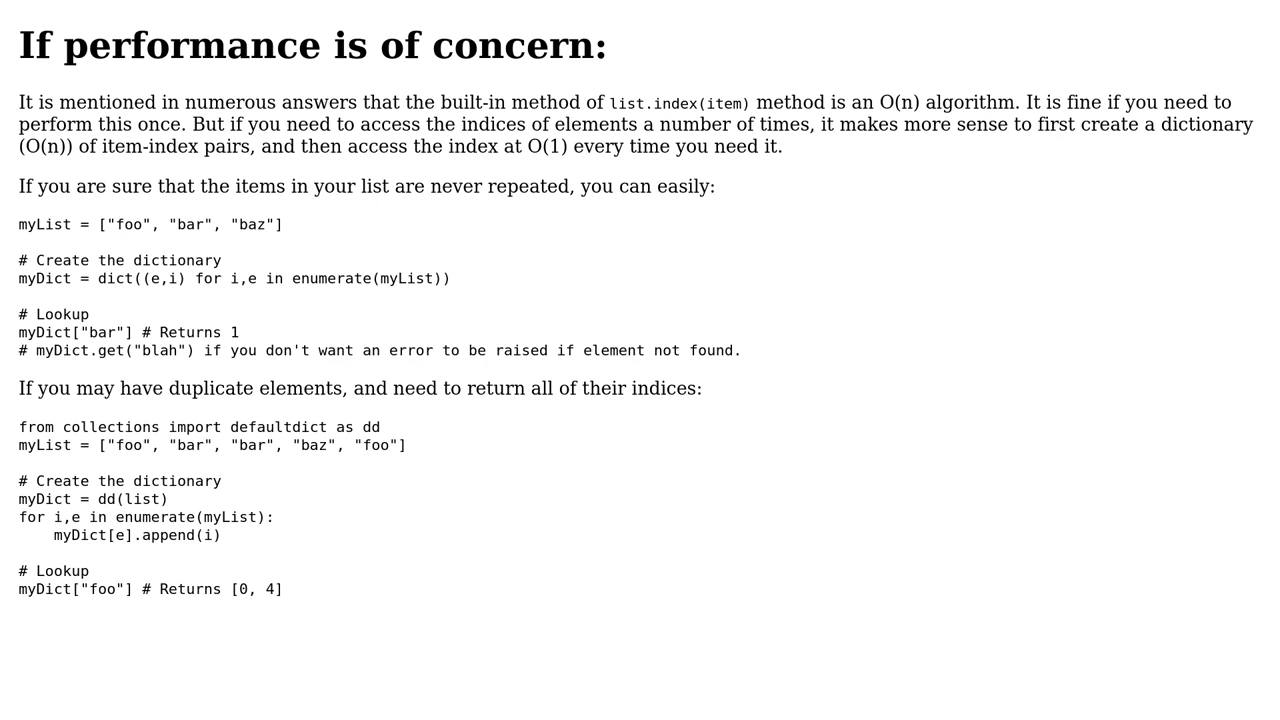 If performance is of concern:
It is mentioned in numerous answers that the built-in method of list.index(item) method is an O(n) algorithm. It is fine if you need to
perform this once. But if you need to access the indices of elements a number of times, it makes more sense to first create a dictionary
(O(n)) of item-index pairs, and then access the index at O(1) every time you need it.
If you are sure that the items in your list are never repeated, you can easily:
myList = ["foo", "bar", "baz"]
# Create the dictionary
myDict = dict((e,i) for i,e in enumerate(myList))
# Lookup
myDict["bar"] # Returns 1
# myDict.get("blah") if you don't want an error to be raised if element not found.
If you may have duplicate elements, and need to return all of their indices:
from collections import defaultdict as dd
myList = ["foo", "bar", "bar", "baz", "foo"]
# Create the dictionary
myDict = dd(list)
for i,e in enumerate(myList):
    myDict[e].append(i)
# Lookup
myDict["foo"] # Returns [0, 4]